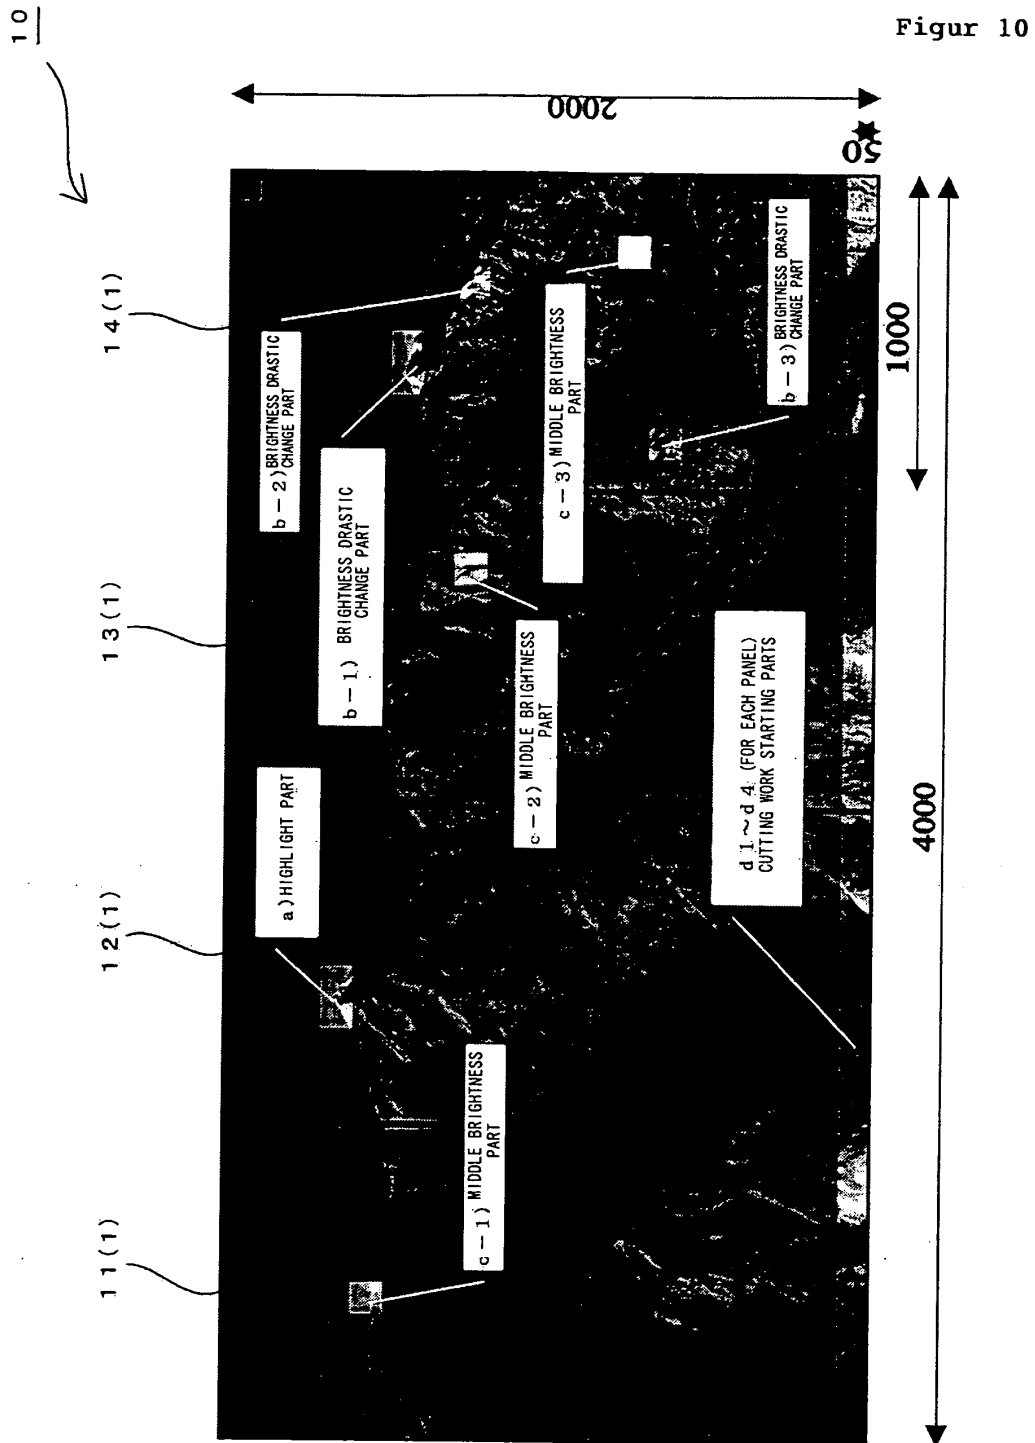 Figur 10
10
11(1)
12(1)
13(1)
14(1)
a)HIGHLIGHT PART
b－2)BRIGHTNESS DRASTIC
CHANGE PART
b－1) BRIGHTNESS DRASTIC
CHANGE PART
c－1)MIDDLE BRIGHTNESS
PART
c－2)MIDDLE BRIGHTNESS
PART
c－3)MIDDLE BRIGHTNESS
PART
b－3)BRIGHTNESS DRASTIC
CHANGE PART
d 1～d 4 (FOR EACH PANEL)
CUTTING WORK STARTING PARTS
2000
50
1000
4000